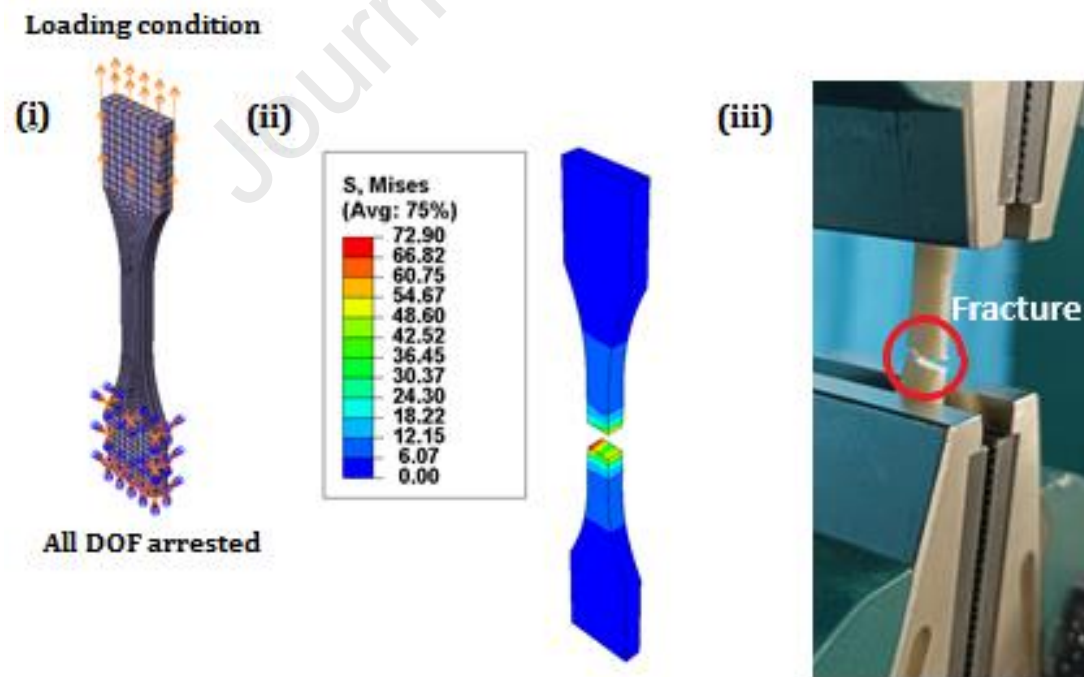 Loading condition
(i)
All DOF arrested
(ii)
S, Mises
(Avg: 75%)
72.90
66.82
60.75
54.67
48.60
42.52
36.45
30.37
24.30
18.22
12.15
6.07
0.00
(iii)
Fracture
Journ